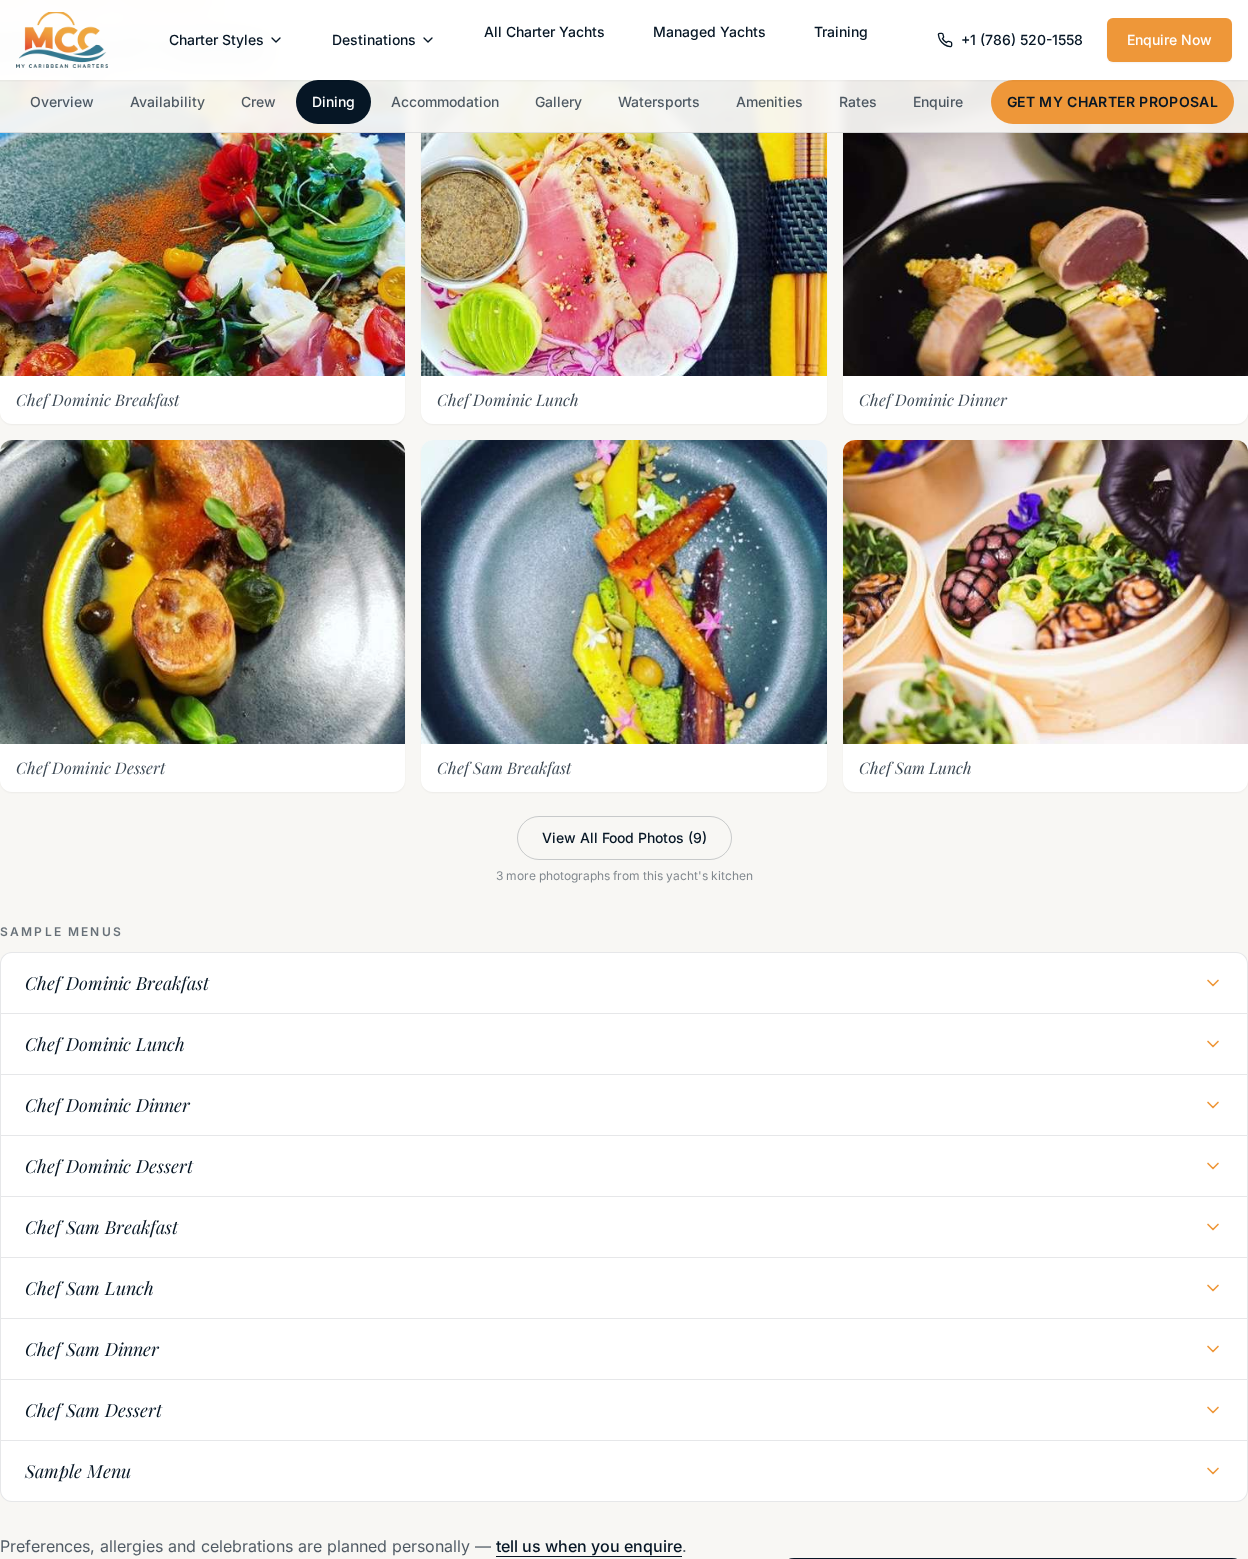 MCC
MY CARIBBEAN CHARTERS
Charter Styles
Destinations
All Charter Yachts
Managed Yachts
Training
+1 (786) 520-1558
Enquire Now
Overview
Availability
Crew
Dining
Accommodation
Gallery
Watersports
Amenities
Rates
Enquire
GET MY CHARTER PROPOSAL
Chef Dominic Breakfast
Chef Dominic Lunch
Chef Dominic Dinner
Chef Dominic Dessert
Chef Sam Breakfast
Chef Sam Lunch
View All Food Photos (9)
3 more photographs from this yacht's kitchen
SAMPLE MENUS
Chef Dominic Breakfast
Chef Dominic Lunch
Chef Dominic Dinner
Chef Dominic Dessert
Chef Sam Breakfast
Chef Sam Lunch
Chef Sam Dinner
Chef Sam Dessert
Sample Menu
Preferences, allergies and celebrations are planned personally — tell us when you enquire.